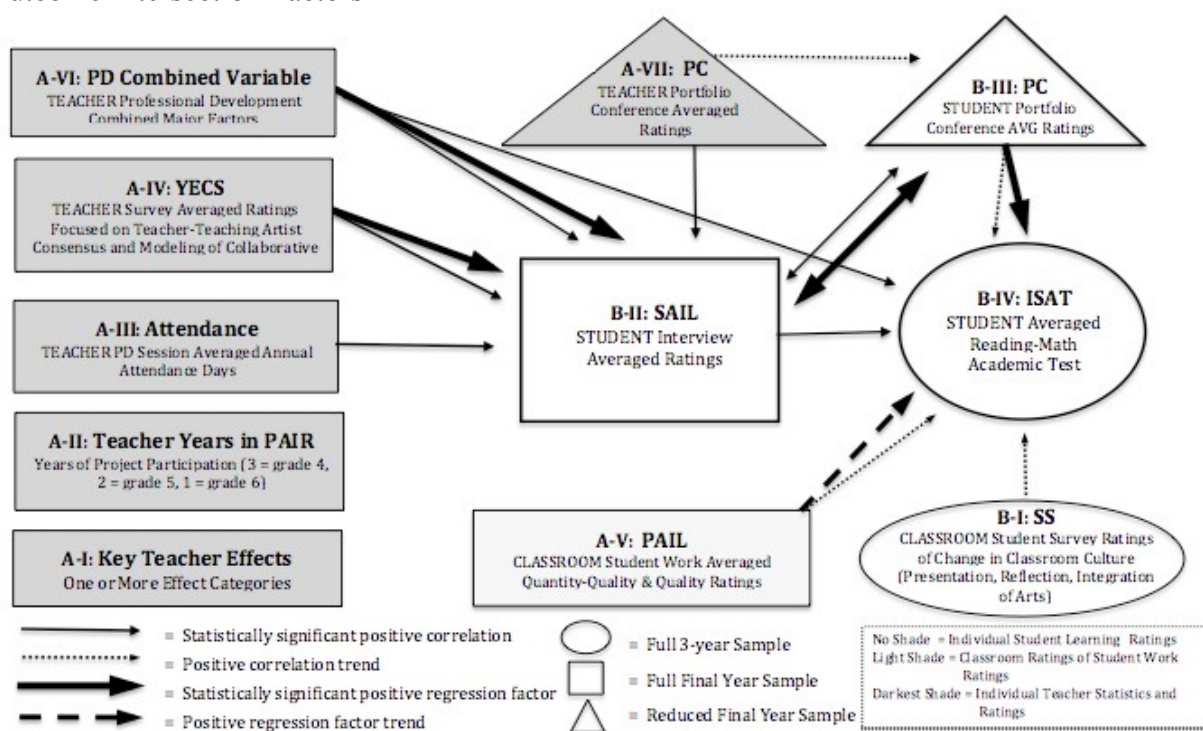 A-VI: PD Combined Variable
TEACHER Professional Development
Combined Major Factors
A-VII: PC
TEACHER Portfolio
Conference Averaged
Ratings
B-III: PC
STUDENT Portfolio
Conference AVG Ratings
A-IV: YECS
TEACHER Survey Averaged Ratings
Focused on Teacher-Teaching Artist
Consensus and Modeling of Collaborative
B-II: SAIL
STUDENT Interview
Averaged Ratings
B-IV: ISAT
STUDENT Averaged
Reading-Math
Academic Test
A-III: Attendance
TEACHER PD Session Averaged Annual
Attendance Days
A-II: Teacher Years in PAIR
Years of Project Participation (3 = grade 4,
2 = grade 5, 1 = grade 6)
A-V: PAIL
CLASSROOM Student Work Averaged
Quantity-Quality & Quality Ratings
B-I: SS
CLASSROOM Student Survey Ratings
of Change in Classroom Culture
(Presentation, Reflection, Integration
of Arts)
A-I: Key Teacher Effects
One or More Effect Categories
= Statistically significant positive correlation
= Positive correlation trend
= Statistically significant positive regression factor
= Positive regression factor trend
= Full 3-year Sample
= Full Final Year Sample
= Reduced Final Year Sample
No Shade = Individual Student Learning Ratings
Light Shade = Classroom Ratings of Student Work
Ratings
Darkest Shade = Individual Teacher Statistics and
Ratings